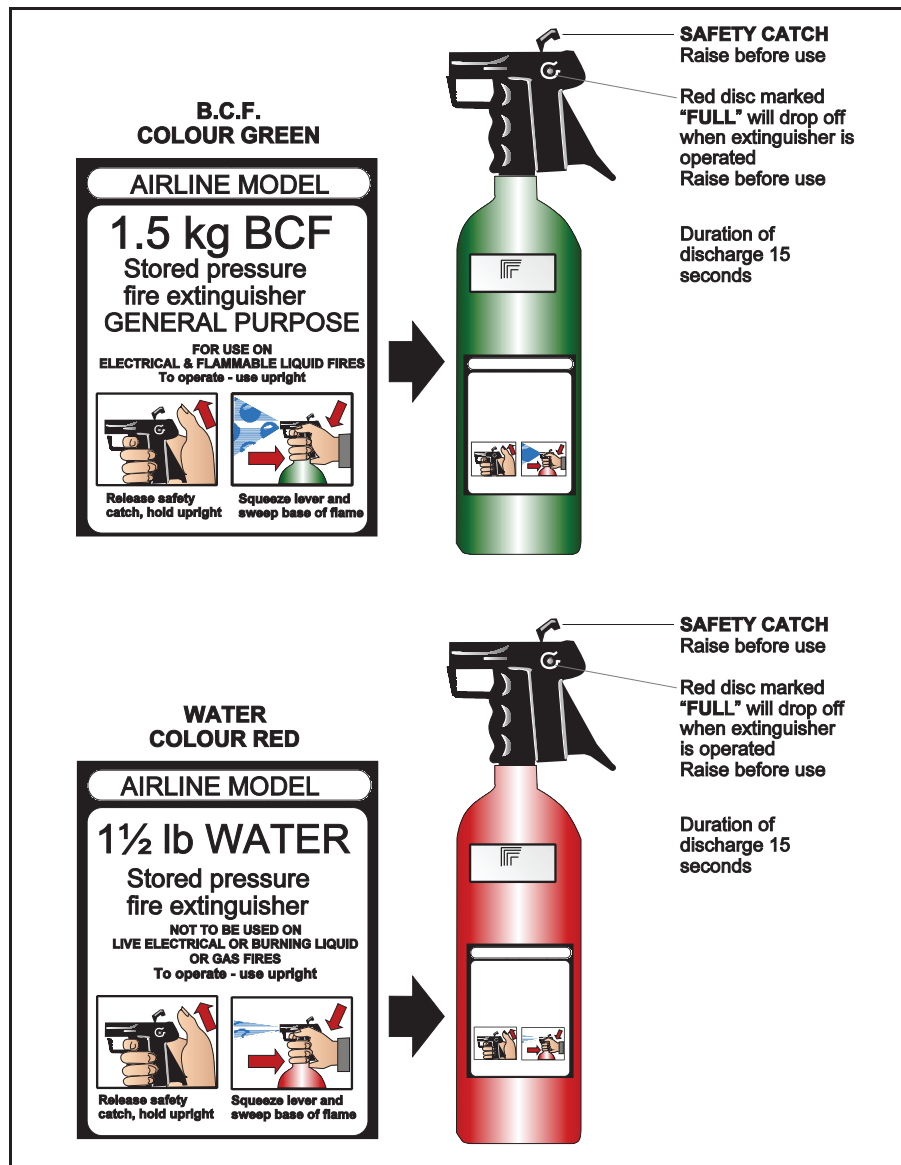 SAFETY CATCH
Raise before use
Red disc marked
“FULL” will drop off
when extinguisher is
operated
Raise before use
Duration of
discharge 15
seconds
B.C.F.
COLOUR GREEN
AIRLINE MODEL
1.5 kg BCF
Stored pressure
fire extinguisher
GENERAL PURPOSE
FOR USE ON
ELECTRICAL & FLAMMABLE LIQUID FIRES
To operate - use upright
Release safety
catch, hold upright
Squeeze lever and
sweep base of flame
SAFETY CATCH
Raise before use
Red disc marked
“FULL” will drop off
when extinguisher
is operated
Raise before use
Duration of
discharge 15
seconds
WATER
COLOUR RED
AIRLINE MODEL
1½ lb WATER
Stored pressure
fire extinguisher
NOT TO BE USED ON
LIVE ELECTRICAL OR BURNING LIQUID
OR GAS FIRES
To operate - use upright
Release safety
catch, hold upright
Squeeze lever and
sweep base of flame